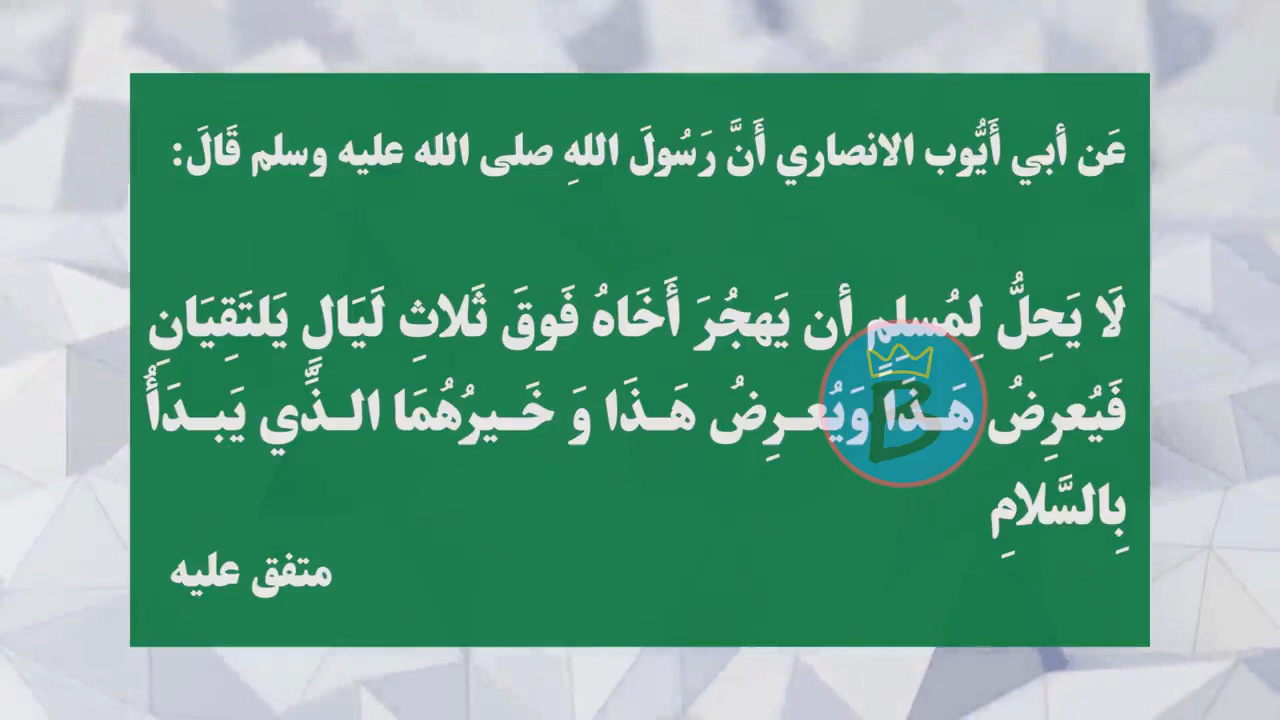 عَن أبي أَيُّوب الانصاري أَنَّ رَسُولَ اللهِ صلى الله عليه وسلم قَالَ:
لَا يَحِلُّ لِمُسلِمٍ أن يَهجُرَ أَخَاهُ فَوقَ ثَلاثِ لَيَالٍ يَلتَقِيَانِ
فَيُعرِضُ هَـذَا وَيُعـرِضُ هَـذَا وَ خَـيرُهُمَا الـذِّي يَبـدَأُ
بِالسَّلامِ
متفق عليه
B